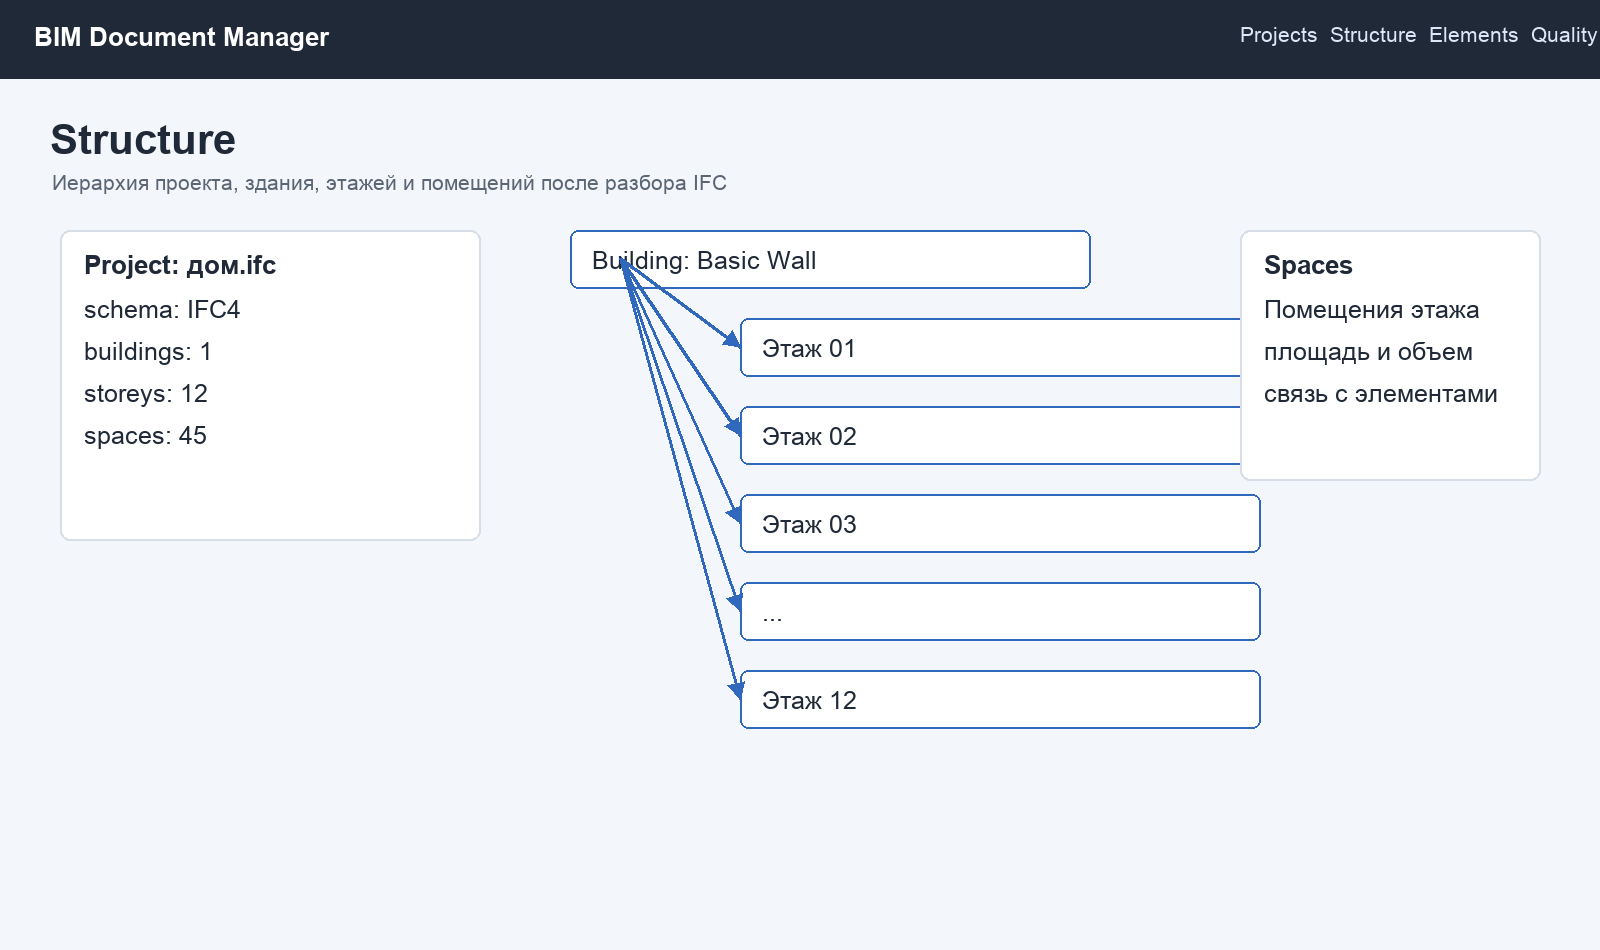 BIM Document Manager
Projects Structure Elements Quality
Structure
Иерархия проекта, здания, этажей и помещений после разбора IFC
Project: дом.ifc
schema: IFC4
buildings: 1
storeys: 12
spaces: 45
Building: Basic Wall
Этаж 01
Этаж 02
Этаж 03
...
Этаж 12
Spaces
Помещения этажа
площадь и объем
связь с элементами